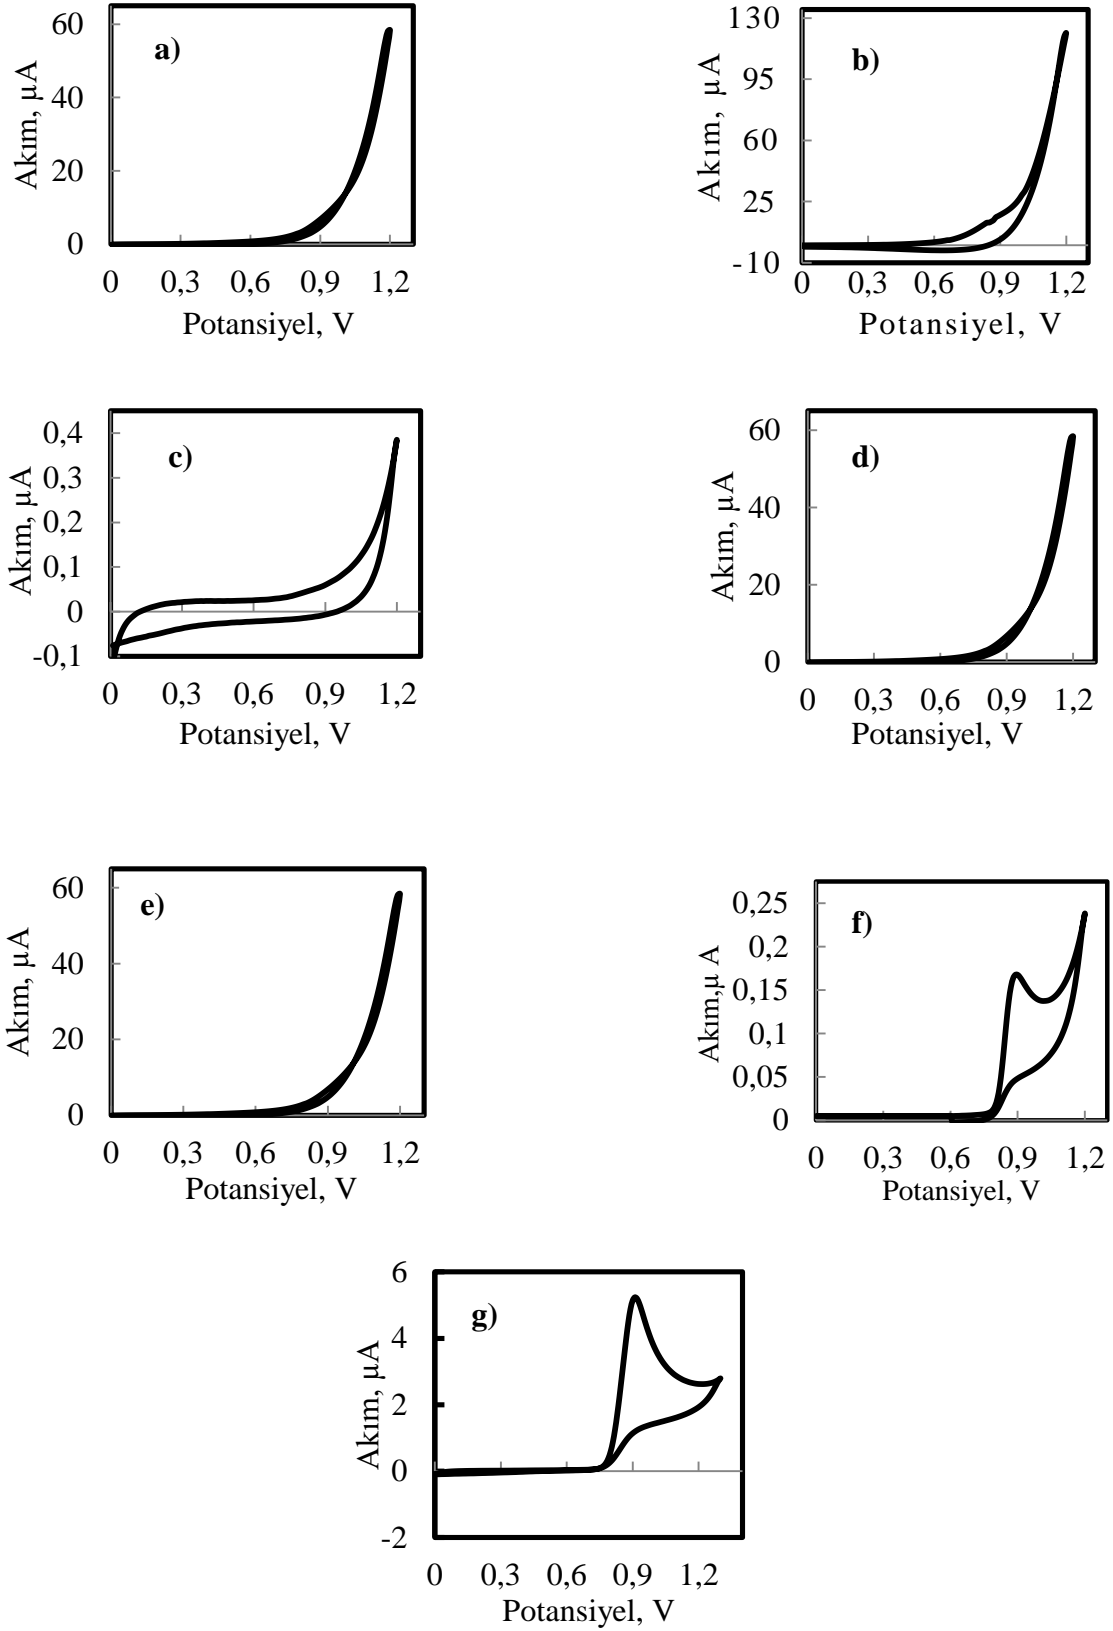 a)
Akım, µA
60
40
20
0
0 0,3 0,6 0,9 1,2
Potansiyel, V
b)
Akım, µA
130
95
60
25
-10
0 0,3 0,6 0,9 1,2
Potansiyel, V
c)
Akım, µA
0,4
0,3
0,2
0,1
0
-0,1
0 0,3 0,6 0,9 1,2
Potansiyel, V
d)
Akım, µA
60
40
20
0
0 0,3 0,6 0,9 1,2
Potansiyel, V
e)
Akım, µA
60
40
20
0
0 0,3 0,6 0,9 1,2
Potansiyel, V
f)
Akım,µ A
0,25
0,2
0,15
0,1
0,05
0
0 0,3 0,6 0,9 1,2
Potansiyel, V
g)
Akım, µA
6
4
2
0
-2
0 0,3 0,6 0,9 1,2
Potansiyel, V